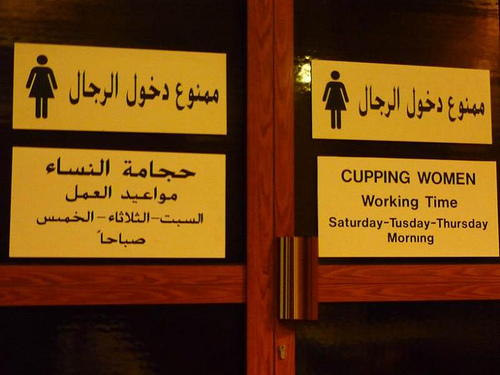 ممنوع دخول الرجال
حجامة النساء
مواعيد العمل
السبت-الثلاثاء-الخميس
صباحاً
ممنوع دخول الرجال
CUPPING WOMEN
Working Time
Saturday-Tusday-Thursday
Morning